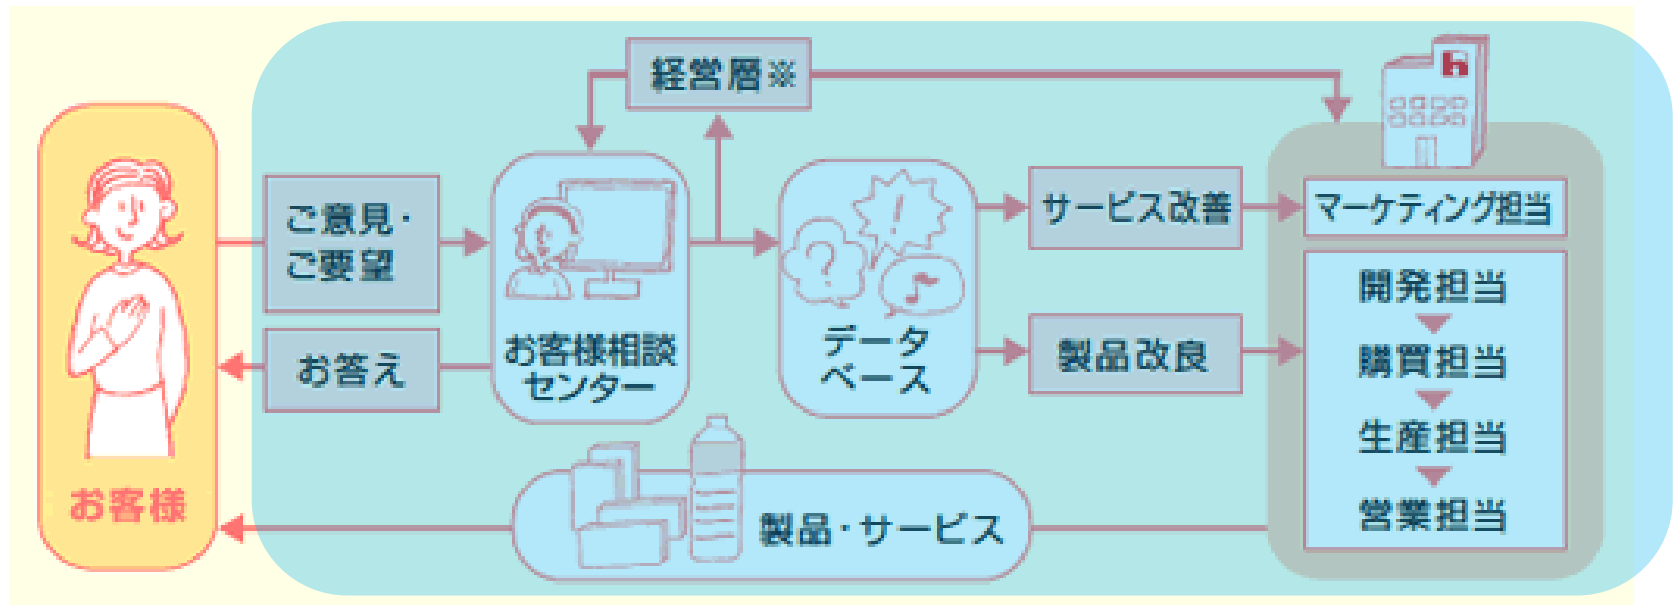 経営層※
ご意見・
ご要望
お答え
お客様
お客様相談
センター
データ
ベース
サービス改善
製品改良
マーケティング担当
開発担当
購買担当
生産担当
営業担当
製品・サービス